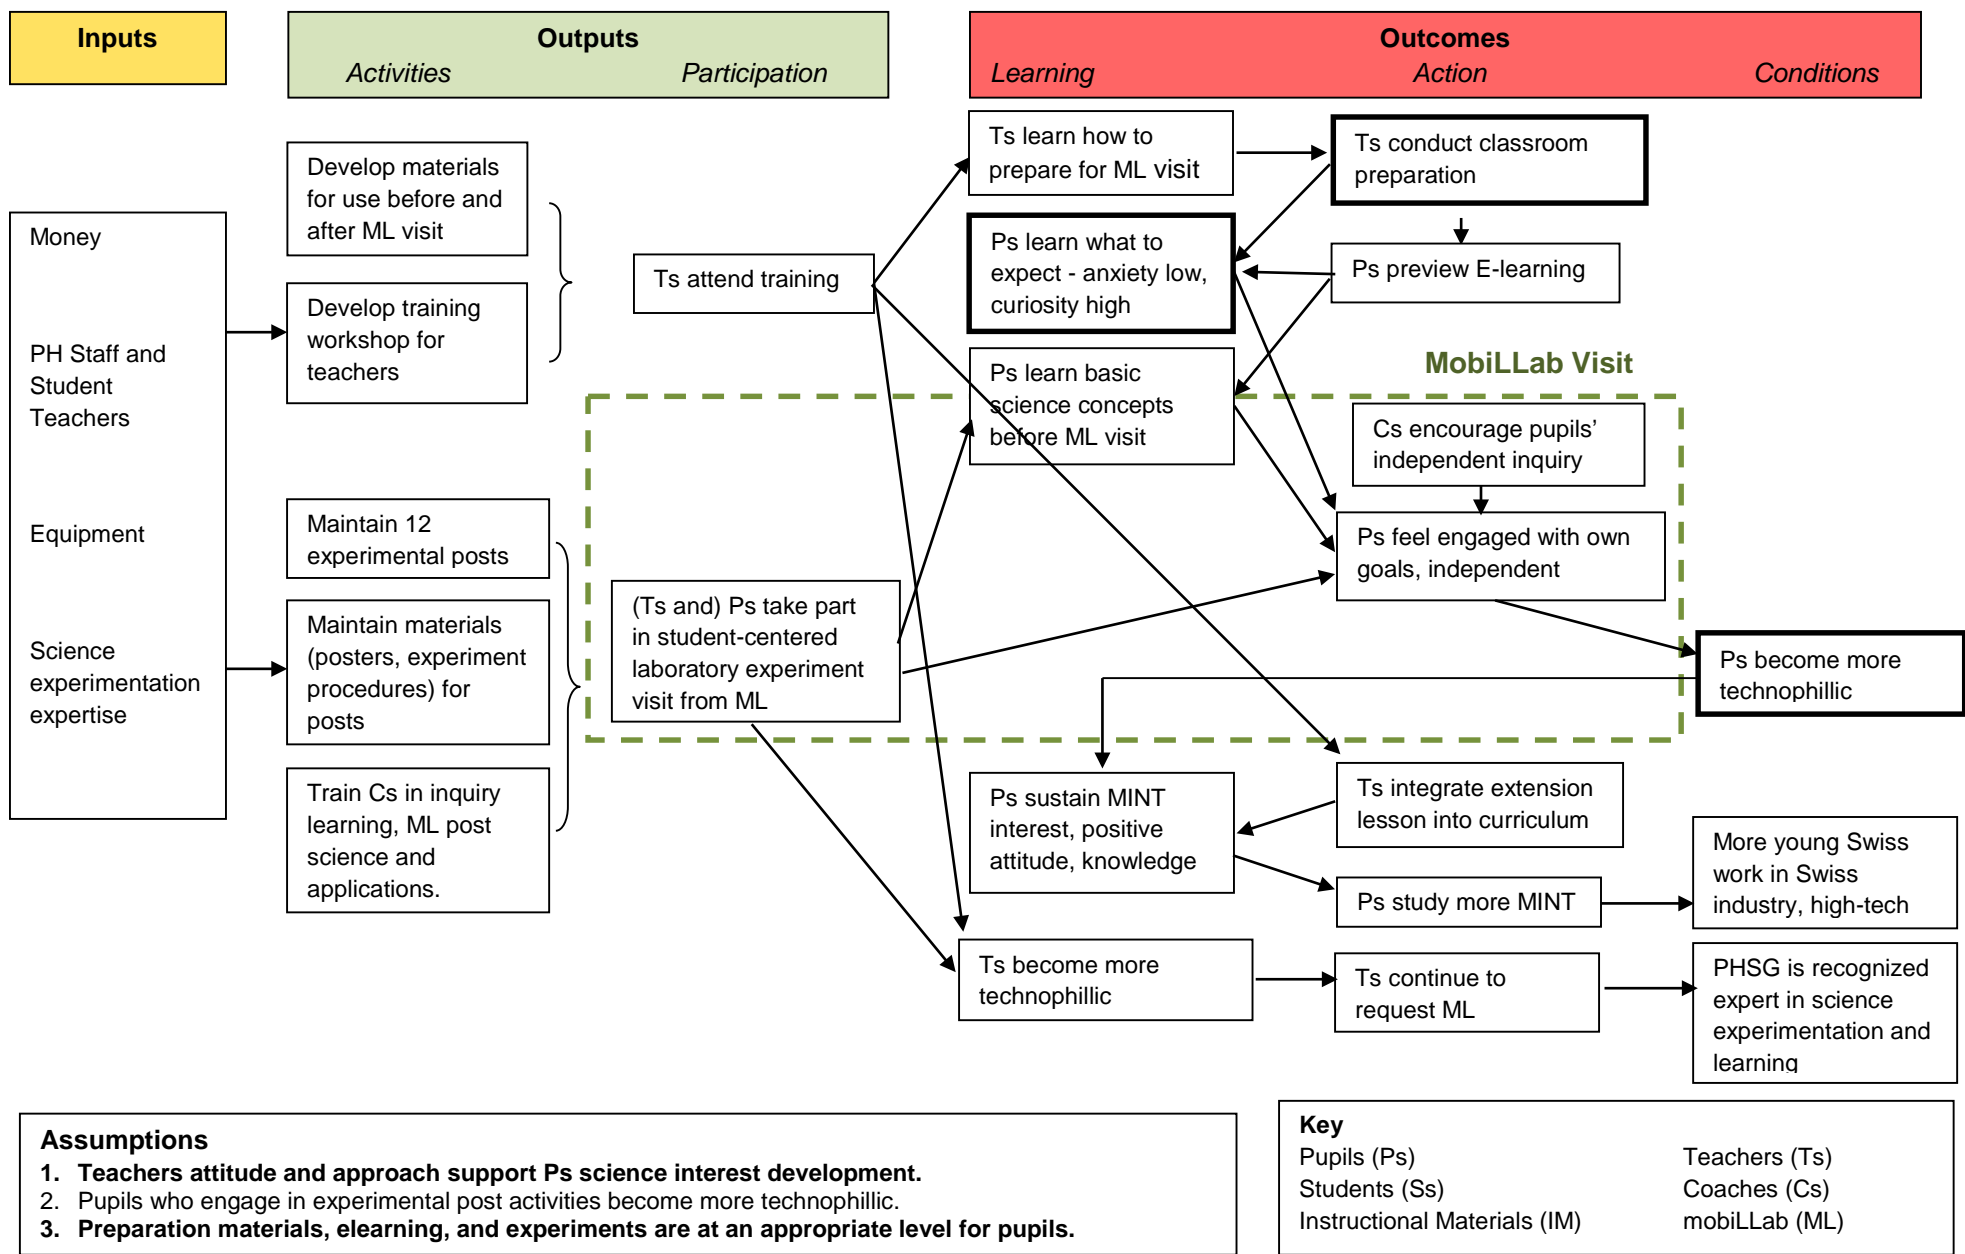 Inputs
Outputs
Activities
Participation
Outcomes
Learning
Action
Conditions
Money
PH Staff and
Student
Teachers
Equipment
Science
experimentation
expertise
Develop materials
for use before and
after ML visit
Develop training
workshop for
teachers
Maintain 12
experimental posts
Maintain materials
(posters, experiment
procedures) for
posts
Train Cs in inquiry
learning, ML post
science and
applications.
Ts attend training
(Ts and) Ps take part
in student-centered
laboratory experiment
visit from ML
Ts learn how to
prepare for ML visit
Ps learn what to
expect - anxiety low,
curiosity high
Ps learn basic
science concepts
before ML visit
Ts conduct classroom
preparation
Ps preview E-learning
MobiLLab Visit
Cs encourage pupils’
independent inquiry
Ps feel engaged with own
goals, independent
Ps become more
technophillic
Ps sustain MINT
interest, positive
attitude, knowledge
Ts integrate extension
lesson into curriculum
Ps study more MINT
More young Swiss
work in Swiss
industry, high-tech
Ts become more
technophillic
Ts continue to
request ML
PHSG is recognized
expert in science
experimentation and
learning
Assumptions
1. Teachers attitude and approach support Ps science interest development.
2. Pupils who engage in experimental post activities become more technophillic.
3. Preparation materials, elearning, and experiments are at an appropriate level for pupils.
Key
Pupils (Ps)
Students (Ss)
Instructional Materials (IM)
Teachers (Ts)
Coaches (Cs)
mobiLLab (ML)